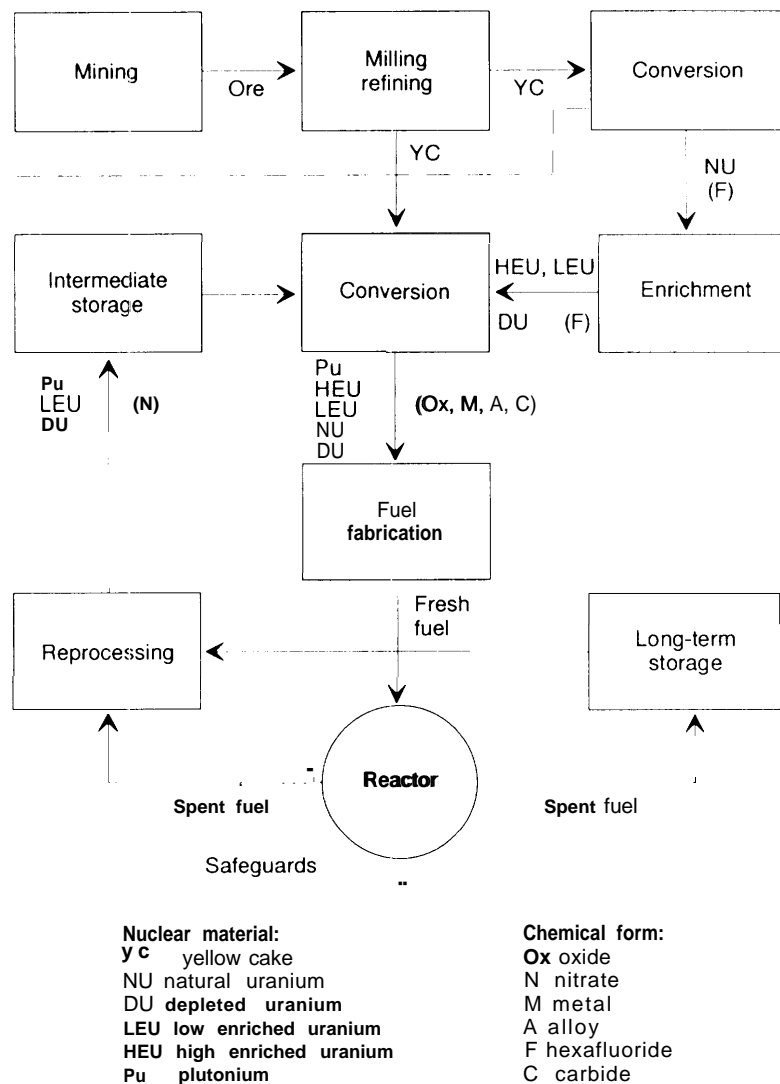 Mining
Ore
Milling
refining
YC
Conversion
YC
NU
(F)
Intermediate
storage
Conversion
HEU, LEU
DU (F)
Enrichment
Pu
LEU
DU
(N)
Pu
HEU
LEU
NU
DU
(Ox, M, A, C)
Fuel
fabrication
Fresh
fuel
Reprocessing
Long-term
storage
Reactor
Spent fuel
Spent fuel
Safeguards
Nuclear material:
yc yellow cake
NU natural uranium
DU depleted uranium
LEU low enriched uranium
HEU high enriched uranium
Pu plutonium
Chemical form:
Ox oxide
N nitrate
M metal
A alloy
F hexafluoride
C carbide